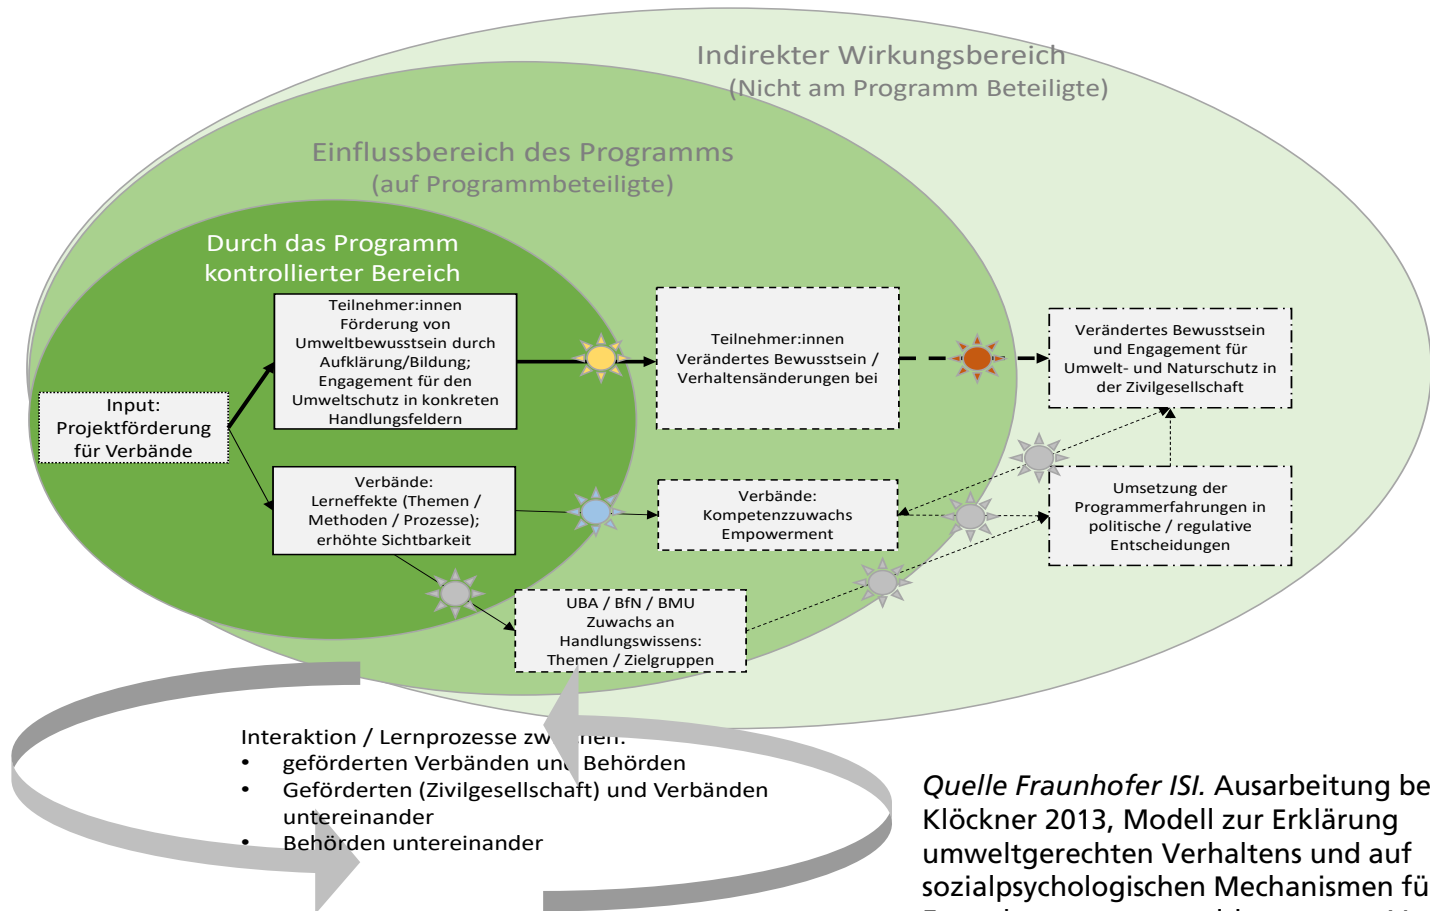 Indirekter Wirkungsbereich
(Nicht am Programm Beteiligte)
Einflussbereich des Programms
(auf Programmbeteiligte)
Durch das Programm
kontrollierter Bereich
Input:
Projektförderung
für Verbände
Teilnehmer:innen
Förderung von
Umweltbewusstsein durch
Aufklärung/Bildung;
Engagement für den
Umweltschutz in konkreten
Handlungsfeldern
Teilnehmer:innen
Verändertes Bewusstsein /
Verhaltensänderungen bei
Verändertes Bewusstsein
und Engagement für
Umwelt- und Naturschutz in
der Zivilgesellschaft
Verbände:
Lerneffekte (Themen /
Methoden / Prozesse);
erhöhte Sichtbarkeit
Verbände:
Kompetenzzuwachs
Empowerment
Umsetzung der
Programmerfahrungen in
politische / regulative
Entscheidungen
UBA / BfN / BMU
Zuwachs an
Handlungswissens:
Themen / Zielgruppen
Interaktion / Lernprozesse
• geförderten Verbänden und Behörden
• Geförderten (Zivilgesellschaft) und Verbänden
untereinander
• Behörden untereinander
Quelle Fraunhofer ISI. Ausarbeitung
Klöckner 2013, Modell zur Erklärung
umweltgerechten Verhaltens und auf
sozialpsychologischen Mechanismen